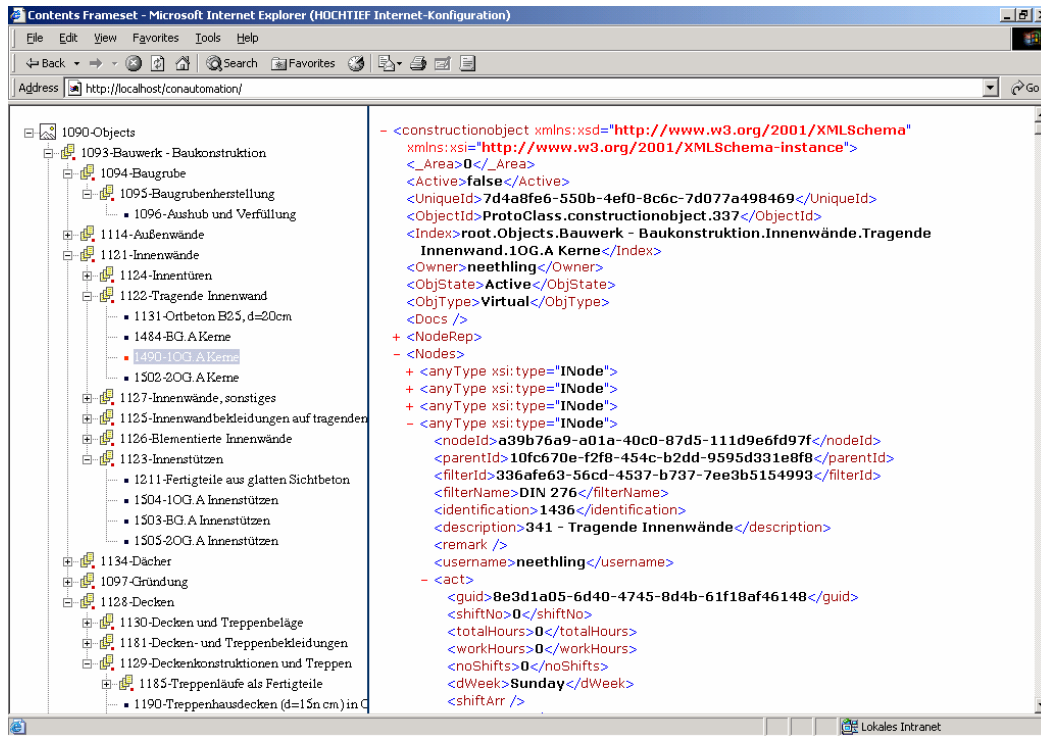 Contents Frameset - Microsoft Internet Explorer (HOCHTIEF Internet-Konfiguration)
File Edit View Favorites Tools Help
Back Search Favorites
Address http://localhost/conautomation/ Go
1090-Objects
1093-Bauwerk - Baukonstruktion
1094-Baugrube
1095-Baugrubenherstellung
1096-Aushub und Verfüllung
1114-Außenwände
1121-Innenwände
1124-Innentüren
1122-Tragende Innenwand
1131-Ortbeton B25, d=20cm
1484-EG.A Kerne
1490-1OG.A Kerne
1502-2OG.A Kerne
1127-Innenwände, sonstiges
1125-Innenwandbekleidungen auf tragenden
1126-Elementierte Innenwände
1123-Innenstützen
1211-Fertigteile aus glatten Sichtbeton
1504-1OG.A Innenstützen
1503-EG.A Innenstützen
1505-2OG.A Innenstützen
1134-Dächer
1097-Gründung
1128-Decken
1130-Decken und Treppenbeläge
1181-Decken- und Treppenbekleidungen
1129-Deckenkonstruktionen und Treppen
1185-Treppenläufe als Fertigteile
1190-Treppenhausdecken (d=15n cm) in
- <constructionobject xmlns:xsd="http://www.w3.org/2001/XMLSchema"
xmlns:xsi="http://www.w3.org/2001/XMLSchema-instance">
<_Area>0</_Area>
<Active>false</Active>
<UniqueId>7d4a8fe6-550b-4ef0-8c6c-7d077a498469</UniqueId>
<ObjectId>ProtoClass.constructionobject.337</ObjectId>
<Index>root.Objects.Bauwerk - Baukonstruktion.Innenwände.Tragende
Innenwand.1OG.A Kerne</Index>
<Owner>neethling</Owner>
<ObjState>Active</ObjState>
<ObjType>Virtual</ObjType>
<Docs />
+ <NodeRep>
- <Nodes>
+ <anyType xsi:type="INode">
+ <anyType xsi:type="INode">
+ <anyType xsi:type="INode">
- <anyType xsi:type="INode">
<nodeId>a39b76a9-a01a-40c0-87d5-111d9e6fd97f</nodeId>
<parentId>10fc670e-f2f8-454c-b2dd-9595d331e8f8</parentId>
<filterId>336afe63-56cd-4537-b737-7ee3b5154993</filterId>
<filterName>DIN 276</filterName>
<identification>1436</identification>
<description>341 - Tragende Innenwände</description>
<remark />
<username>neethling</username>
- <act>
<guid>8e3d1a05-6d40-4745-8d4b-61f18af46148</guid>
<shiftNo>0</shiftNo>
<totalHours>0</totalHours>
<workHours>0</workHours>
<noShifts>0</noShifts>
<dWeek>Sunday</dWeek>
<shiftArr />
Lokales Intranet